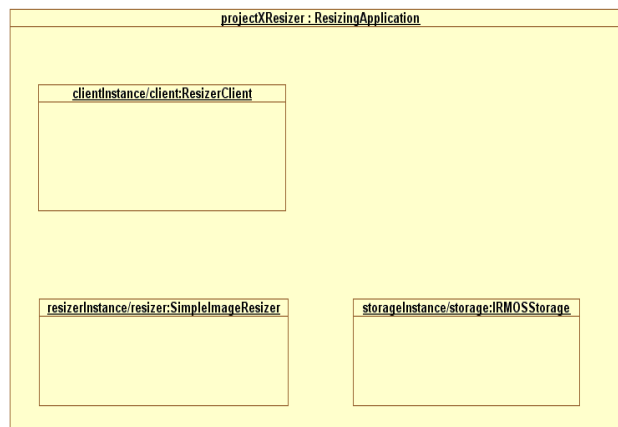 projectXResizer : ResizingApplication
clientInstance/client:ResizerClient
resizerInstance/resizer:SimpleImageResizer
storageInstance/storage:IRMOSStorage